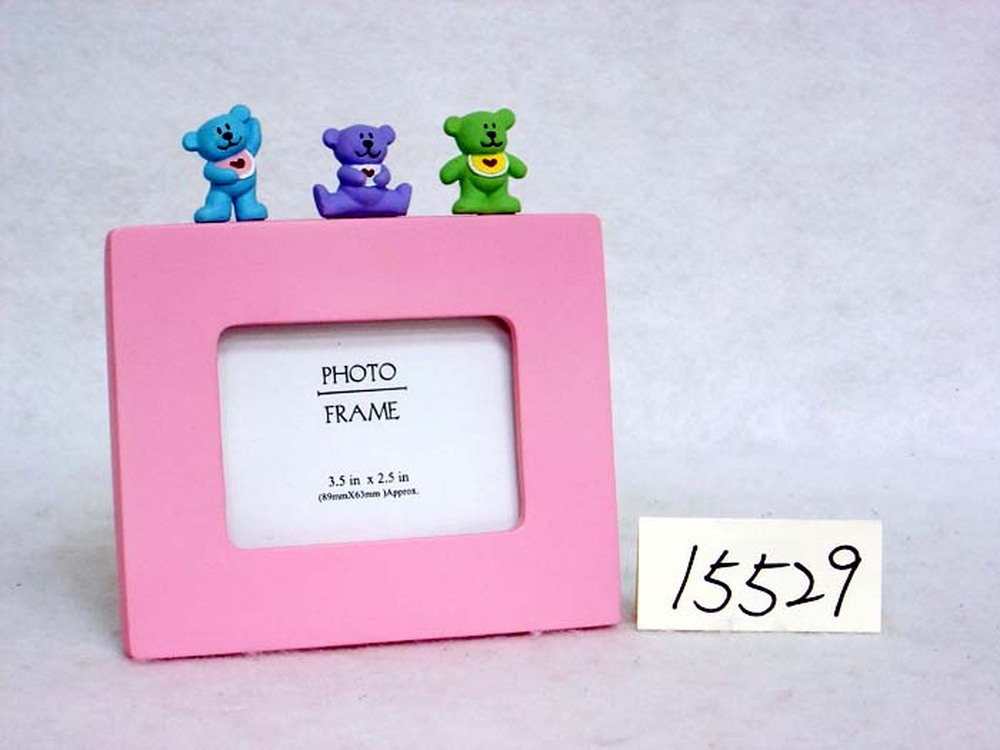 PHOTO
FRAME
3.5 in x 2.5 in
(89mmX63mm )Approx.
15529